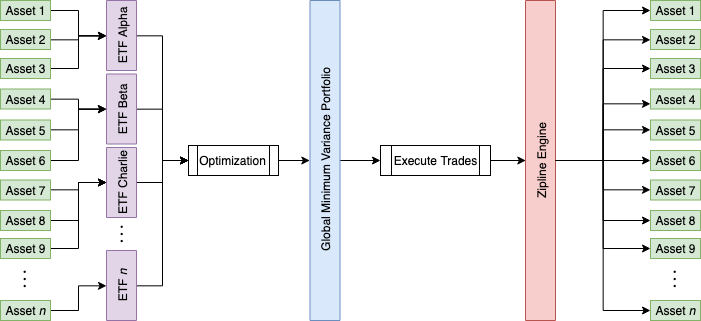 Asset 1
Asset 2
Asset 3
Asset 4
Asset 5
Asset 6
Asset 7
Asset 8
Asset 9
⋮
Asset n
ETF Alpha
ETF Beta
ETF Charlie
⋮
ETF n
Optimization
Global Minimum Variance Portfolio
Execute Trades
Zipline Engine
Asset 1
Asset 2
Asset 3
Asset 4
Asset 5
Asset 6
Asset 7
Asset 8
Asset 9
⋮
Asset n